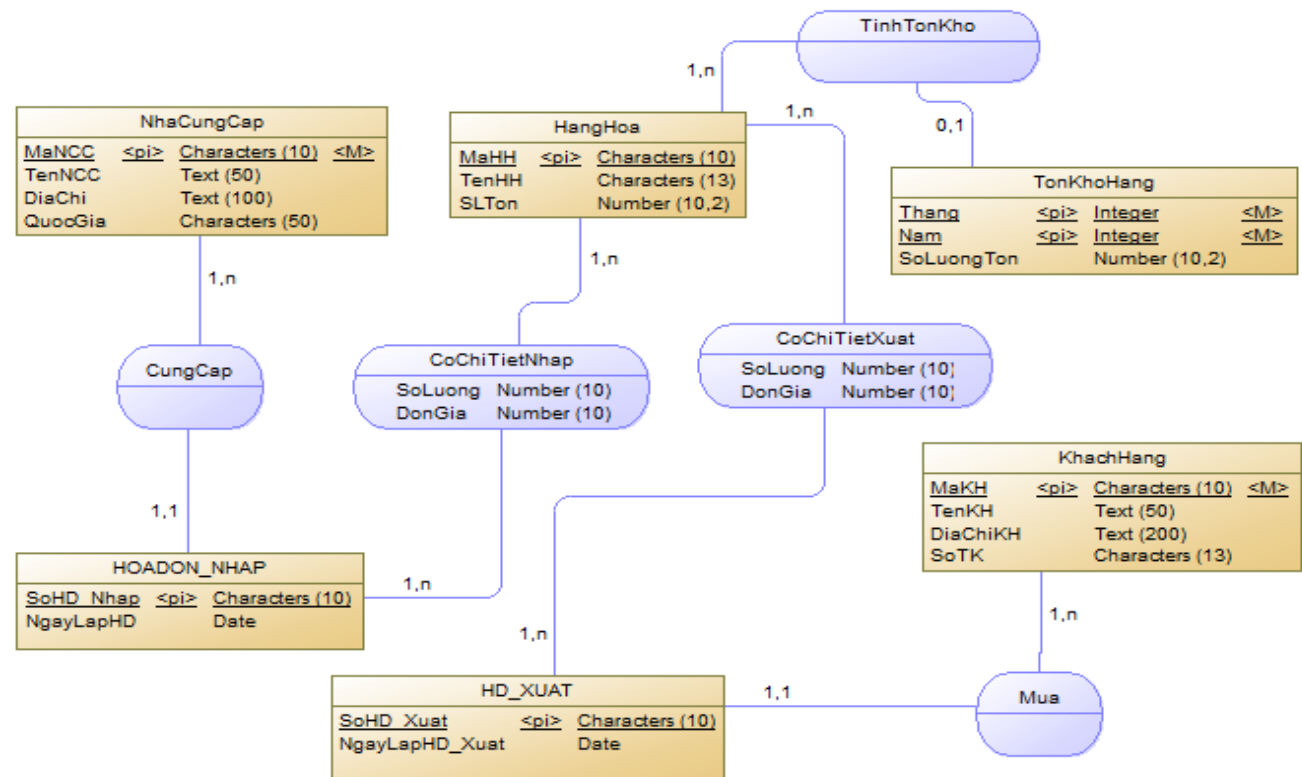 TinhTonKho
1,n
1,n
0,1
NhaCungCap
MaNCC <pi> Characters (10) <M>
TenNCC Text (50)
DiaChi Text (100)
QuocGia Characters (50)
HangHoa
MaHH <pi> Characters (10)
TenHH Characters (13)
SLTon Number (10,2)
TonKhoHang
Thang <pi> Integer <M>
Nam <pi> Integer <M>
SoLuongTon Number (10,2)
1,n
1,n
CungCap
CoChiTietNhap
SoLuong Number (10)
DonGia Number (10)
CoChiTietXuat
SoLuong Number (10)
DonGia Number (10)
KhachHang
MaKH <pi> Characters (10) <M>
TenKH Text (50)
DiaChiKH Text (200)
SoTK Characters (13)
1,1
HOADON_NHAP
SoHD_Nhap <pi> Characters (10)
NgayLapHD Date
1,n
1,n
1,n
HD_XUAT
SoHD_Xuat <pi> Characters (10)
NgayLapHD_Xuat Date
1,1
Mua